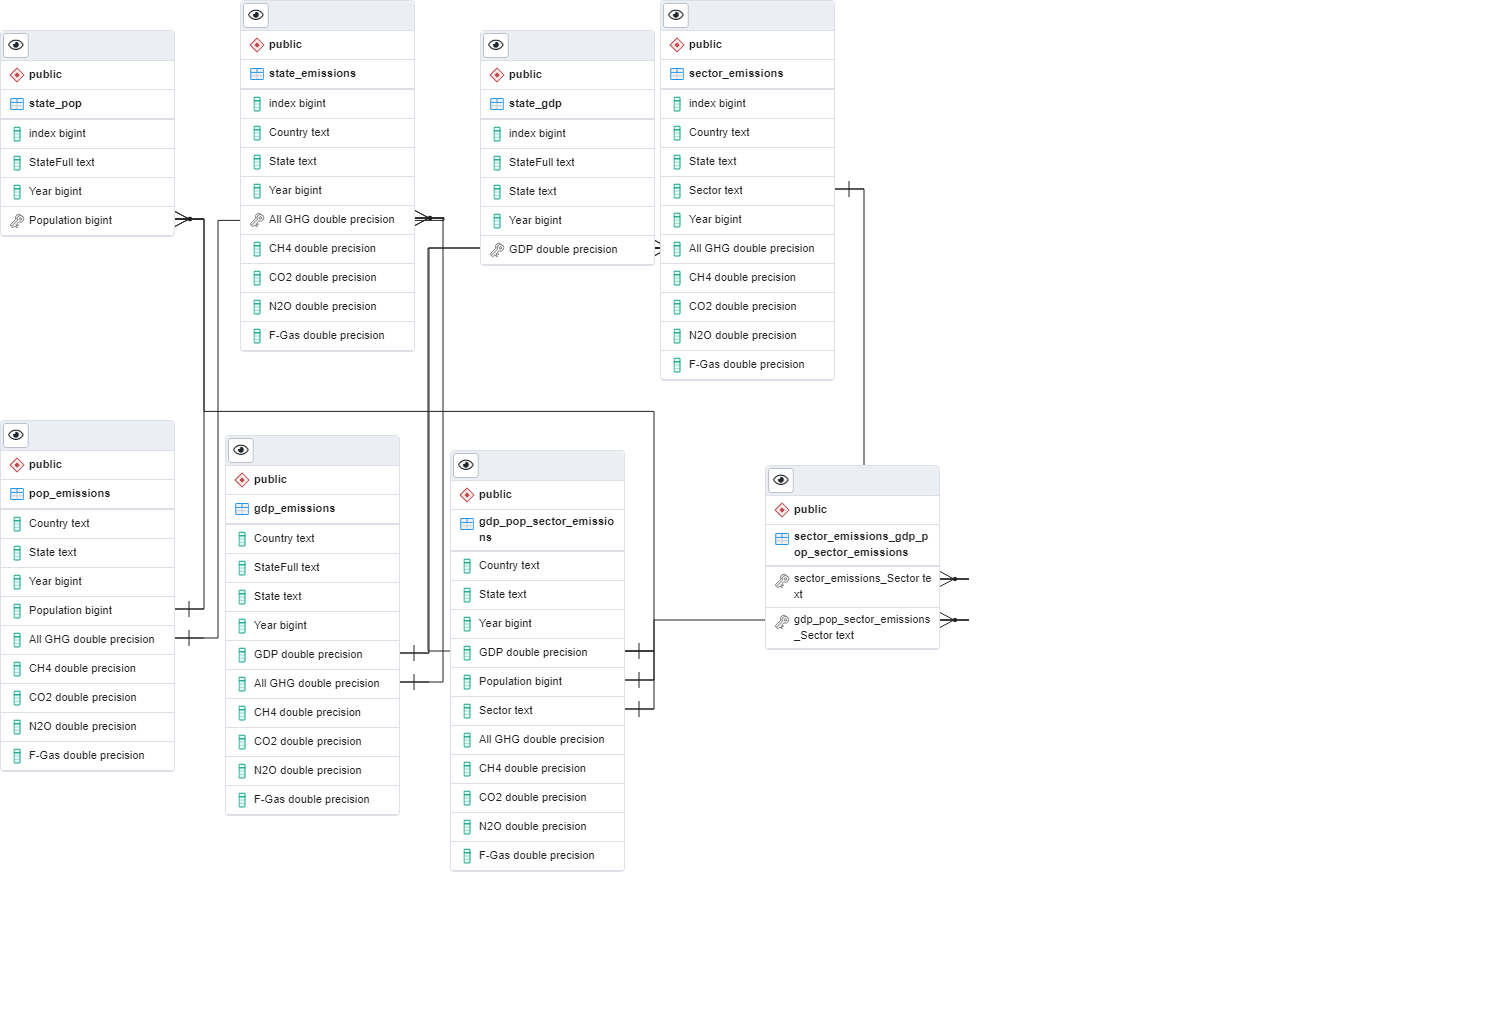 public
state_pop
index bigint
StateFull text
Year bigint
Population bigint
public
state_emissions
index bigint
Country text
State text
Year bigint
All GHG double precision
CH4 double precision
CO2 double precision
N2O double precision
F-Gas double precision
public
state_gdp
index bigint
StateFull text
State text
Year bigint
GDP double precision
public
sector_emissions
index bigint
Country text
State text
Sector text
Year bigint
All GHG double precision
CH4 double precision
CO2 double precision
N2O double precision
F-Gas double precision
public
pop_emissions
Country text
State text
Year bigint
Population bigint
All GHG double precision
CH4 double precision
CO2 double precision
N2O double precision
F-Gas double precision
public
gdp_emissions
Country text
StateFull text
State text
Year bigint
GDP double precision
All GHG double precision
CH4 double precision
CO2 double precision
N2O double precision
F-Gas double precision
public
gdp_pop_sector_emissio
ns
Country text
State text
Year bigint
GDP double precision
Population bigint
Sector text
All GHG double precision
CH4 double precision
CO2 double precision
N2O double precision
F-Gas double precision
public
sector_emissions_gdp_p
op_sector_emissions
sector_emissions_Sector te
xt
gdp_pop_sector_emissions
_Sector text